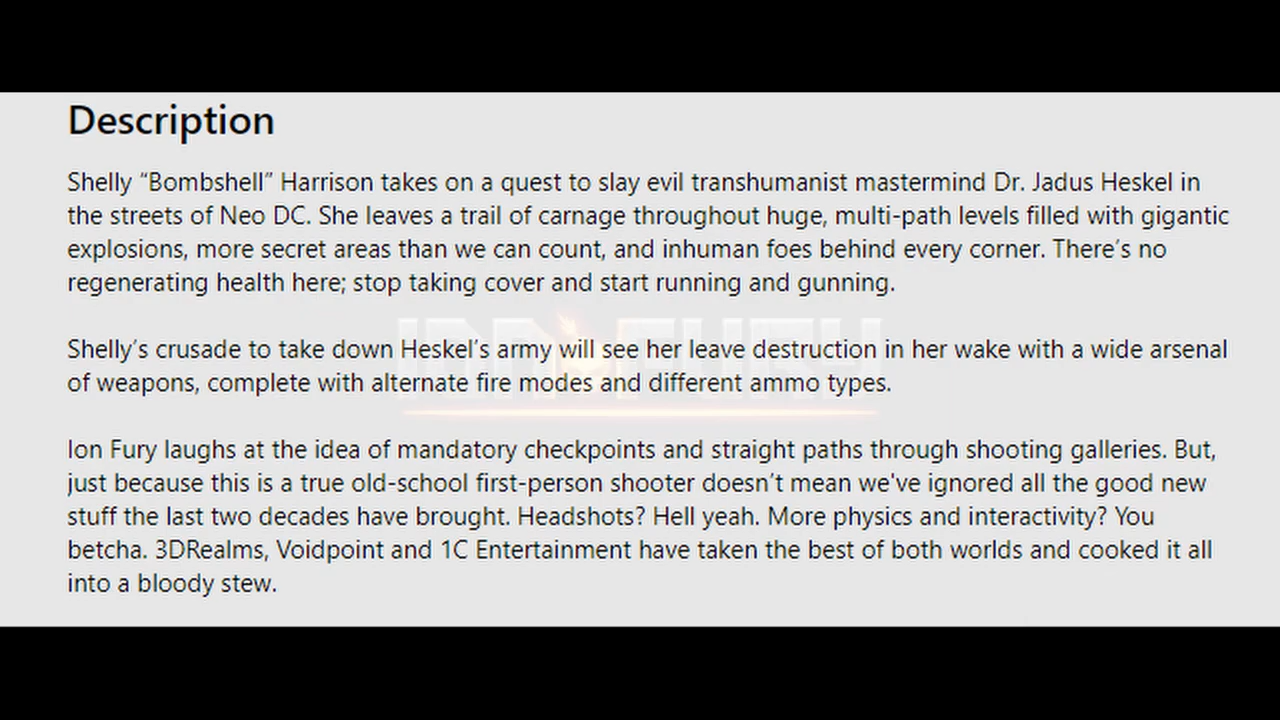 Description
Shelly “Bombshell” Harrison takes on a quest to slay evil transhumanist mastermind Dr. Jadus Heskel in
the streets of Neo DC. She leaves a trail of carnage throughout huge, multi-path levels filled with gigantic
explosions, more secret areas than we can count, and inhuman foes behind every corner. There’s no
regenerating health here; stop taking cover and start running and gunning.
Shelly’s crusade to take down Heskel’s army will see her leave destruction in her wake with a wide arsenal
of weapons, complete with alternate fire modes and different ammo types.
ION FURY
Ion Fury laughs at the idea of mandatory checkpoints and straight paths through shooting galleries. But,
just because this is a true old-school first-person shooter doesn’t mean we've ignored all the good new
stuff the last two decades have brought. Headshots? Hell yeah. More physics and interactivity? You
betcha. 3DRealms, Voidpoint and 1C Entertainment have taken the best of both worlds and cooked it all
into a bloody stew.